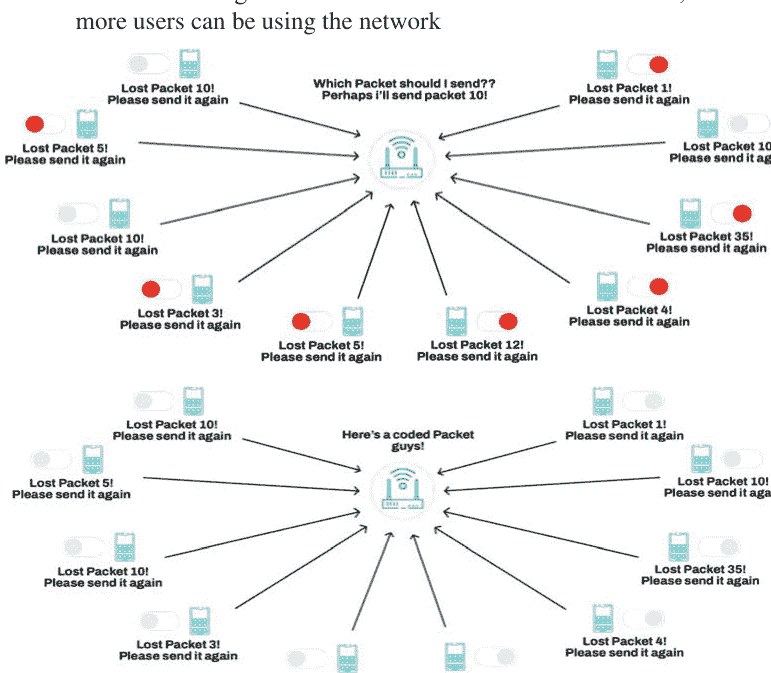 more users can be using the network
Lost Packet 10!
Please send it again
Which Packet should I send??
Perhaps i'll send packet 10!
Lost Packet 1!
Please send it again
Lost Packet 5!
Please send it again
Lost Packet 10
Please send it aga
Lost Packet 10!
Please send it again
Lost Packet 35!
Please send it again
Lost Packet 3!
Please send it again
Lost Packet 4!
Please send it again
Lost Packet 5!
Please send it again
Lost Packet 12!
Please send it again
Lost Packet 10!
Please send it again
Here's a coded Packet
guys!
Lost Packet 1!
Please send it again
Lost Packet 5!
Please send it again
Lost Packet 10!
Please send it aga
Lost Packet 10!
Please send it again
Lost Packet 35!
Please send it again
Lost Packet 3!
Please send it again
Lost Packet 4!
Please send it again